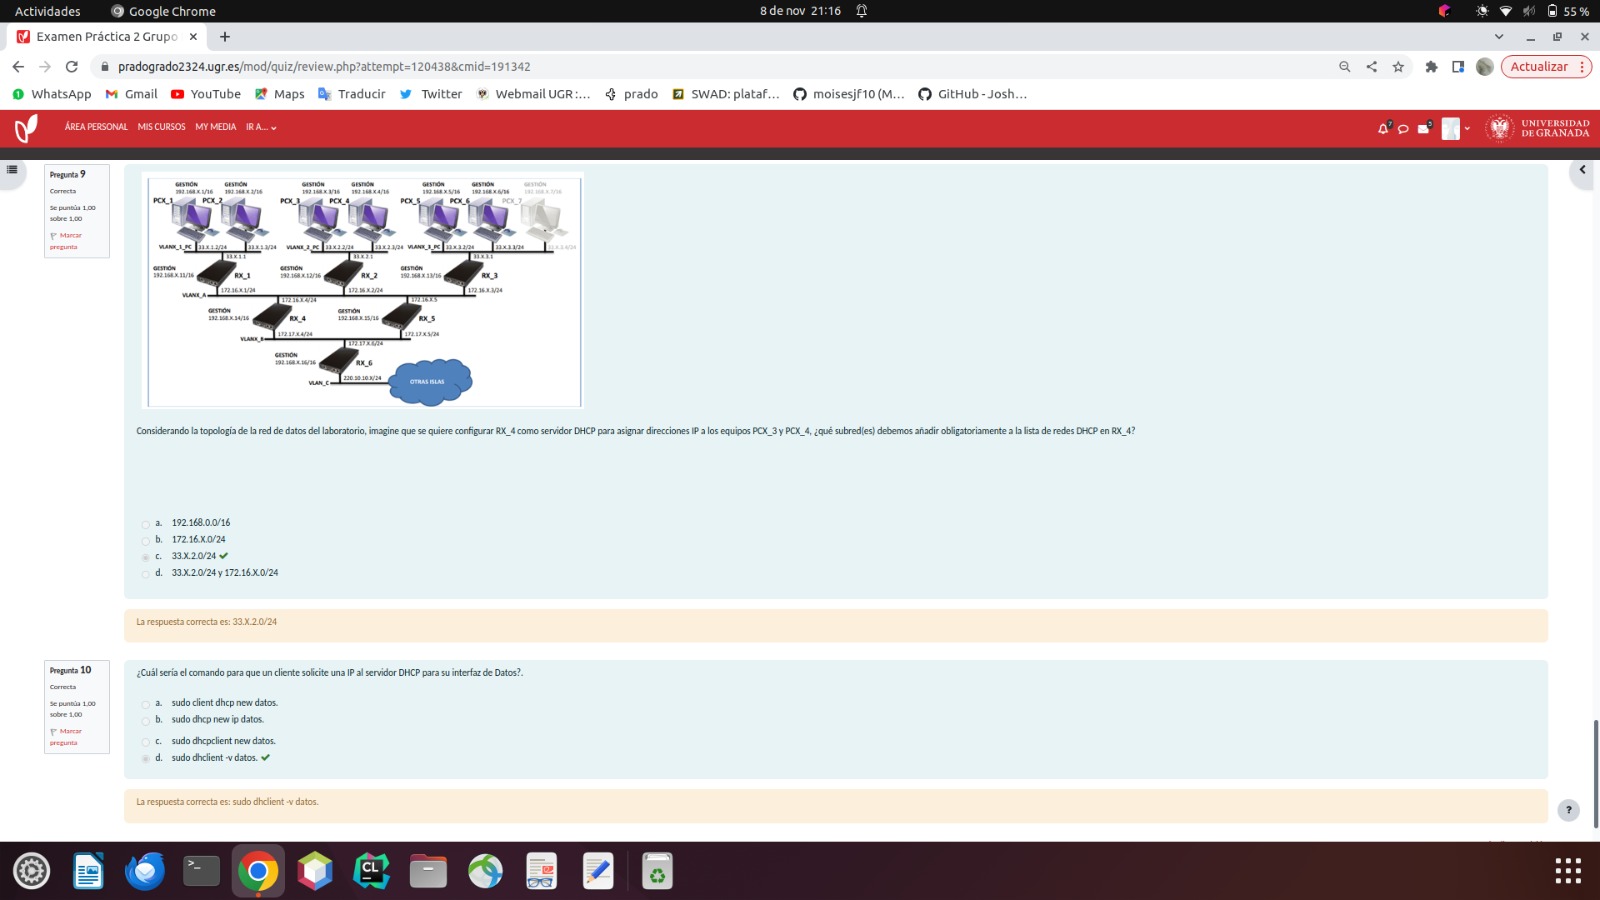 Actividades
Google Chrome
8 de nov 21:16
55 %
Examen Práctica 2 Grupo
pradogrado2324.ugr.es/mod/quiz/review.php?attempt=120438&cmid=191342
Actualizar
WhatsApp
Gmail
YouTube
Maps
Traducir
Twitter
Webmail UGR :...
prado
SWAD: plataf...
moisesjf10 (M...
GitHub - Josh...
ÁREA PERSONAL
MIS CURSOS
MY MEDIA
IR A...
UNIVERSIDAD
DE GRANADA
Pregunta 9
Correcta
Se puntúa 1,00
sobre 1,00
Marcar
pregunta
GESTIÓN
192.168.X.1/16
GESTIÓN
192.168.X.2/16
GESTIÓN
192.168.X.3/16
GESTIÓN
192.168.X.4/16
GESTIÓN
192.168.X.5/16
GESTIÓN
192.168.X.6/16
GESTIÓN
PCX_1
PCX_2
PCX_3
PCX_4
PCX_5
PCX_6
PCX_7
VLANX_1_PC
33.X.1.2/24
33.X.1.3/24
VLANX_2_PC
33.X.2.2/24
33.X.2.3/24
VLANX_3_PC
33.X.3.2/24
33.X.3.3/24
33.X.3.4/24
33.X.1.1
33.X.2.1
33.X.3.1
GESTIÓN
192.168.X.11/16
RX_1
GESTIÓN
192.168.X.12/16
RX_2
GESTIÓN
192.168.X.13/16
RX_3
172.16.X.1/24
172.16.X.2/24
172.16.X.3/24
VLANX_A
172.16.X.4/24
172.16.X.5
GESTIÓN
192.168.X.14/16
RX_4
GESTIÓN
192.168.X.15/16
RX_5
172.17.X.4/24
172.17.X.5/24
VLANX_B
172.17.X.6/24
GESTIÓN
192.168.X.16/16
RX_6
220.10.10.X/24
VLAN_C
OTRAS ISLAS
Considerando la topología de la red de datos del laboratorio, imagine que se quiere configurar RX_4 como servidor DHCP para asignar direcciones IP a los equipos PCX_3 y PCX_4, ¿qué subred(es) debemos añadir obligatoriamente a la lista de redes DHCP en RX_4?
a. 192.168.0.0/16
b. 172.16.X.0/24
c. 33.X.2.0/24
d. 33.X.2.0/24 y 172.16.X.0/24
La respuesta correcta es: 33.X.2.0/24
Pregunta 10
Correcta
Se puntúa 1,00
sobre 1,00
Marcar
pregunta
¿Cuál sería el comando para que un cliente solicite una IP al servidor DHCP para su interfaz de Datos?.
a. sudo client dhcp new datos.
b. sudo dhcp new ip datos.
c. sudo dhcpclient new datos.
d. sudo dhclient -v datos.
La respuesta correcta es: sudo dhclient -v datos.
?
>_
CL